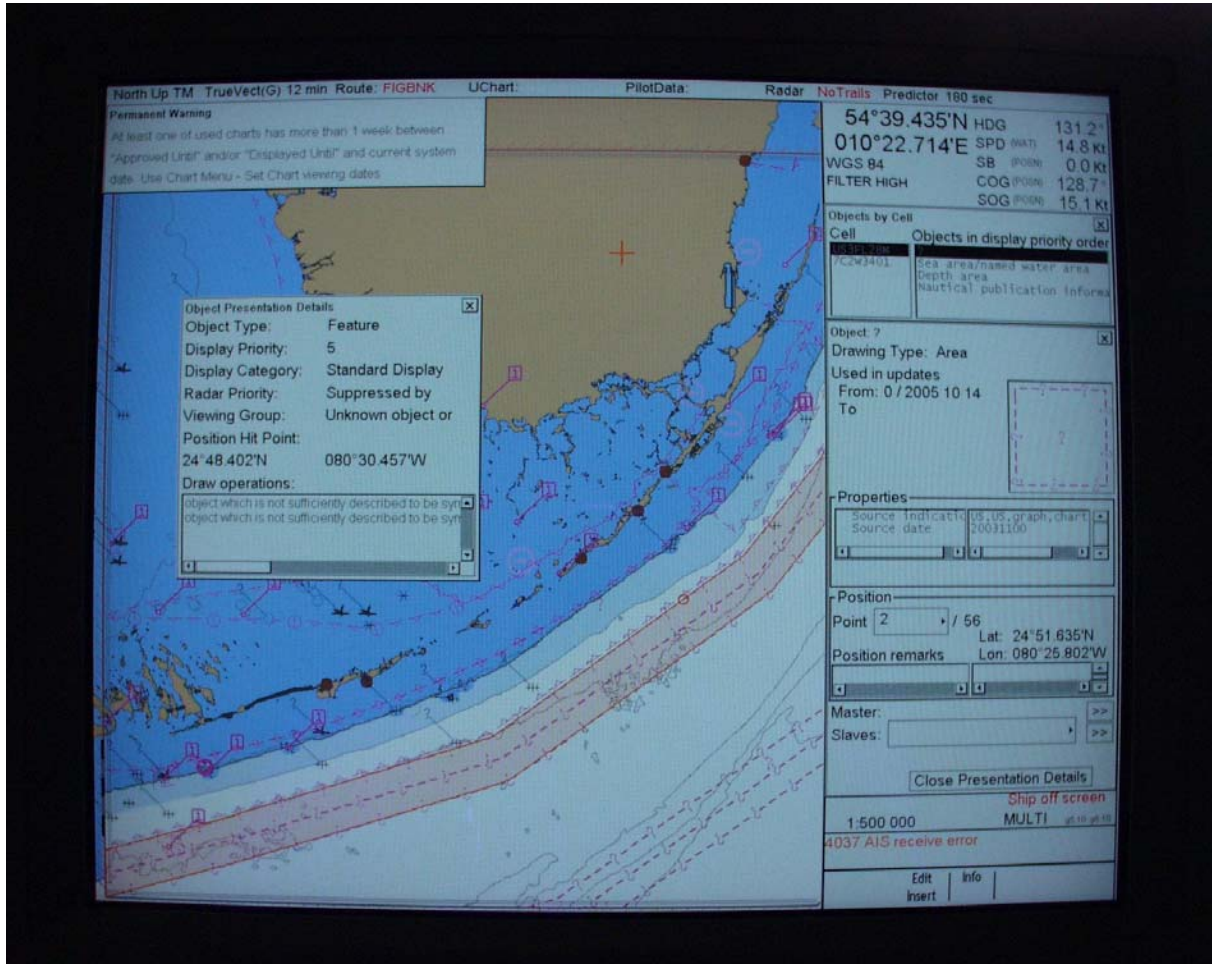 North Up TM TrueVect(G) 12 min Route: FIGBNK UChart: PilotData: Radar NoTrails Predictor 180 sec
Permanent Warning
At least one of used charts has more than 1 week between
"Approved Until" and/or "Displayed Until" and current system
date. Use Chart Menu - Set Chart viewing dates
54°39.435'N HDG 131.2°
010°22.714'E SPD (WAT) 14.8 Kt
WGS 84 SB (POSN) 0.0 Kt
FILTER HIGH COG (POSN) 128.7°
SOG (POSN) 15.1 Kt
Objects by Cell
Cell Objects in display priority order
?
7C2W3401 Sea area/named water area
Depth area
Nautical publication informa
Object Presentation Details
Object Type: Feature
Display Priority: 5
Display Category: Standard Display
Radar Priority: Suppressed by
Viewing Group: Unknown object or
Position Hit Point:
24°48.402'N 080°30.457'W
Draw operations:
object which is not sufficiently described to be sym
object which is not sufficiently described to be sym
Object: ?
Drawing Type: Area
Used in updates
From: 0 / 2005 10 14
To
Properties
Source indicatio US,US,graph,chart
Source date 20031100
Position
Point 2 / 56
Lat: 24°51.635'N
Position remarks Lon: 080°25.802'W
Master: >>
Slaves: >>
Close Presentation Details
Ship off screen
1:500 000 MULTI
4037 AIS receive error
Edit Info
Insert